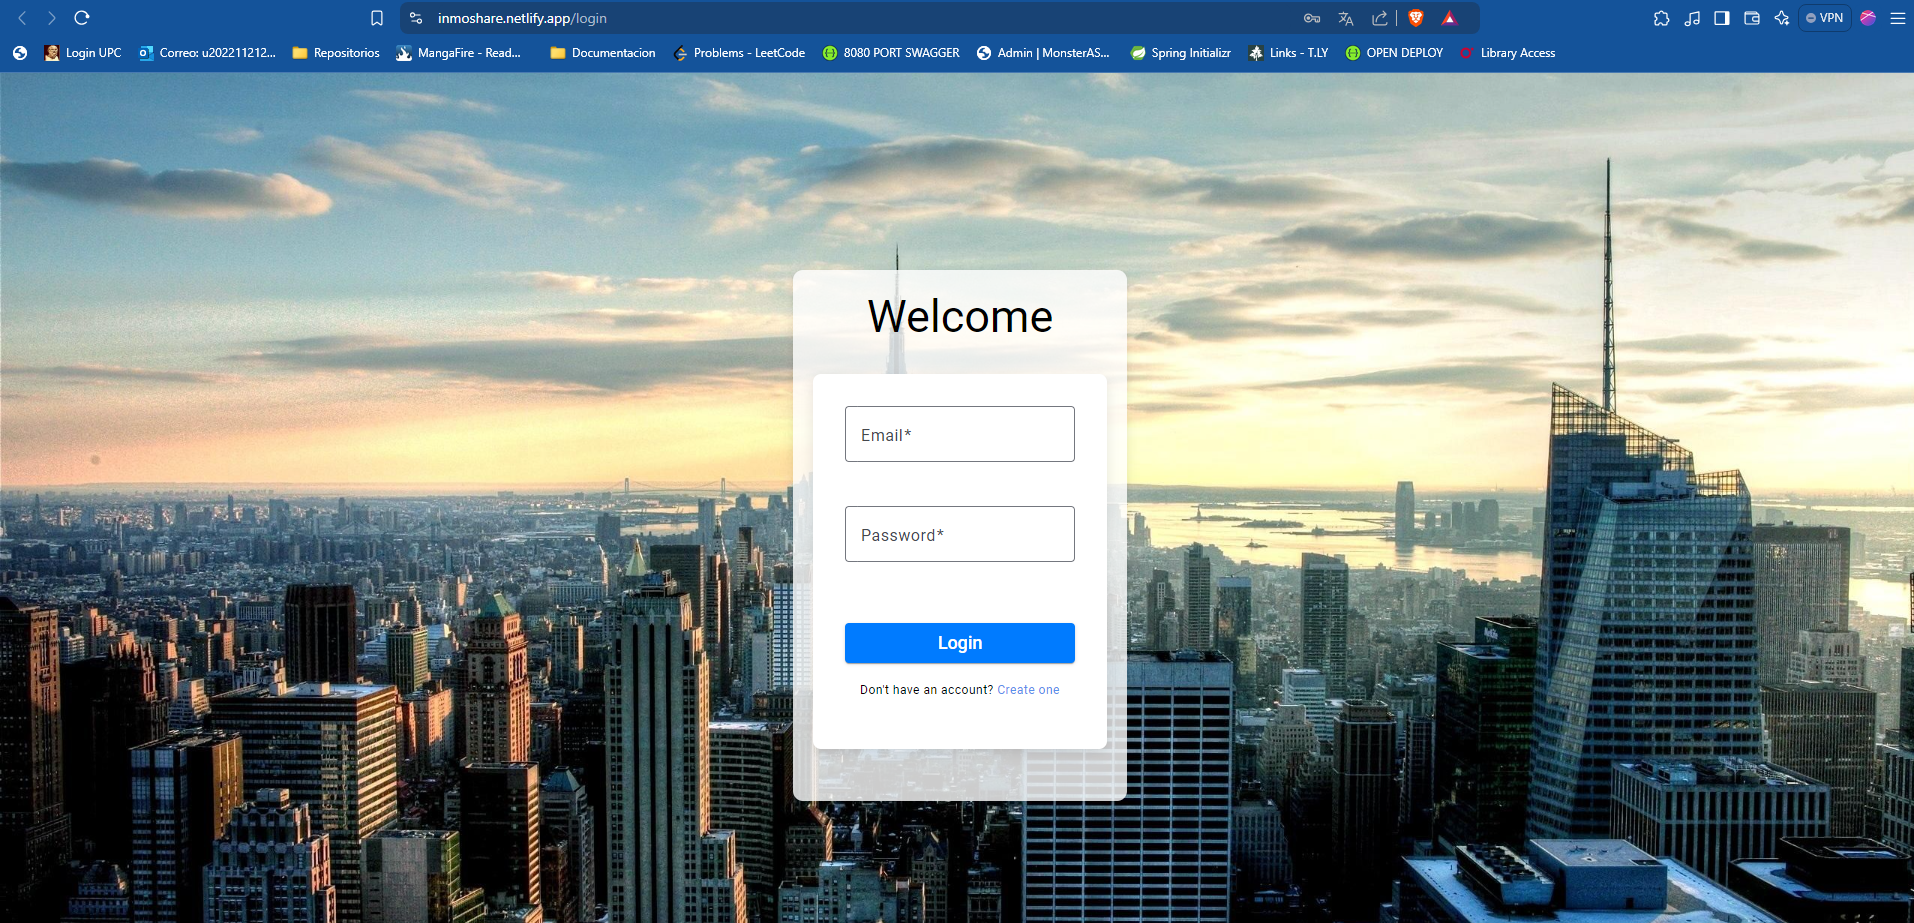 inmoshare.netlify.app/login
VPN
Login UPC
Correo: u202211212...
Repositorios
MangaFire - Read...
Documentacion
Problems - LeetCode
8080 PORT SWAGGER
Admin | MonsterAS...
Spring Initializr
Links - T.LY
OPEN DEPLOY
Library Access
Welcome
Email*
Password*
Login
Don't have an account? Create one